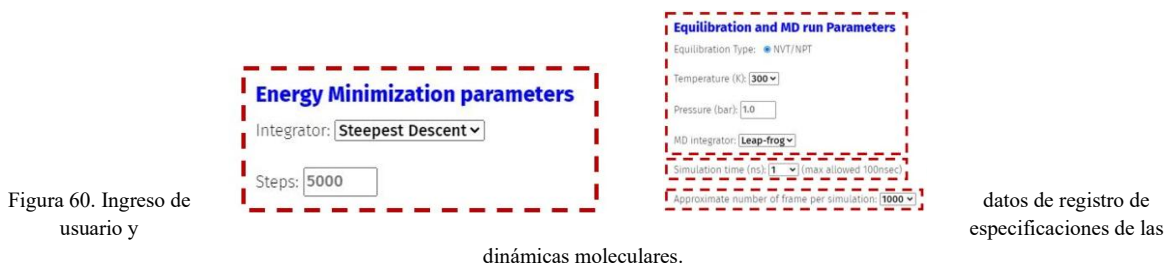 Energy Minimization parameters
Integrator: Steepest Descent
Steps: 5000
Equilibration and MD run Parameters
Equilibration Type: NVT/NPT
Temperature (K): 300
Pressure (bar): 1.0
MD integrator: Leap-frog
Simulation time (ns): 1 (max allowed 100nsec)
Approximate number of frame per simulation: 1000
Figura 60. Ingreso de datos de registro de
usuario y especificaciones de las
dinámicas moleculares.